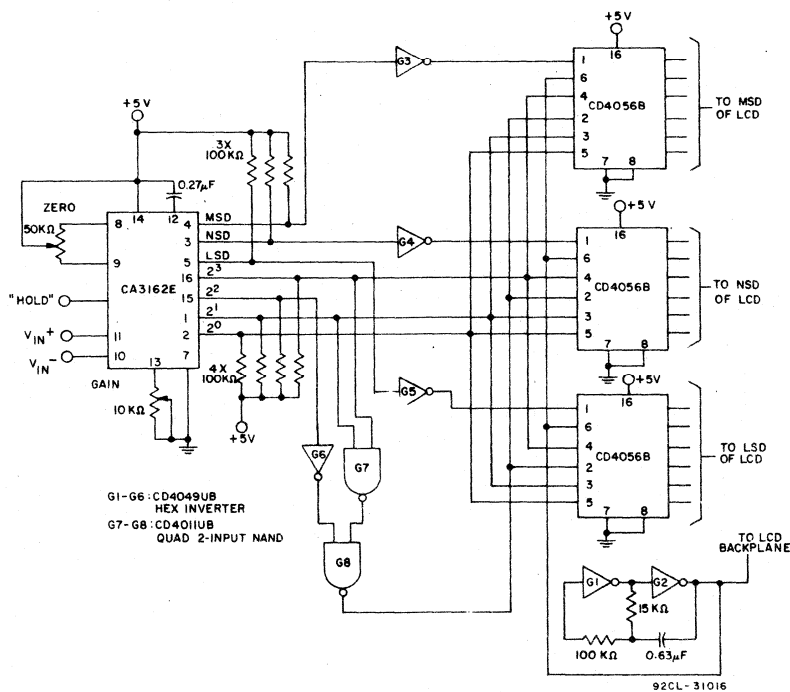 +5V
16
G3
1
6
4
2
3
5
CD4056B
7
8
TO MSD
OF LCD
+5V
3X
100KΩ
0.27µF
ZERO
50KΩ
8
9
14
12
4
3
5
16
15
1
2
7
11
10
13
CA3162E
MSD
NSD
LSD
2³
2²
2¹
2⁰
"HOLD"
VIN+
VIN-
GAIN
10KΩ
4X
100KΩ
+5V
G4
+5V
16
1
6
4
2
3
5
CD4056B
7
8
TO NSD
OF LCD
G5
+5V
16
1
6
4
2
3
5
CD4056B
7
8
TO LSD
OF LCD
G6
G7
G8
G1-G6:CD4049UB
HEX INVERTER
G7-G8:CD4011UB
QUAD 2-INPUT NAND
TO LCD
BACKPLANE
G1
G2
15KΩ
100KΩ
0.63µF
92CL-31016